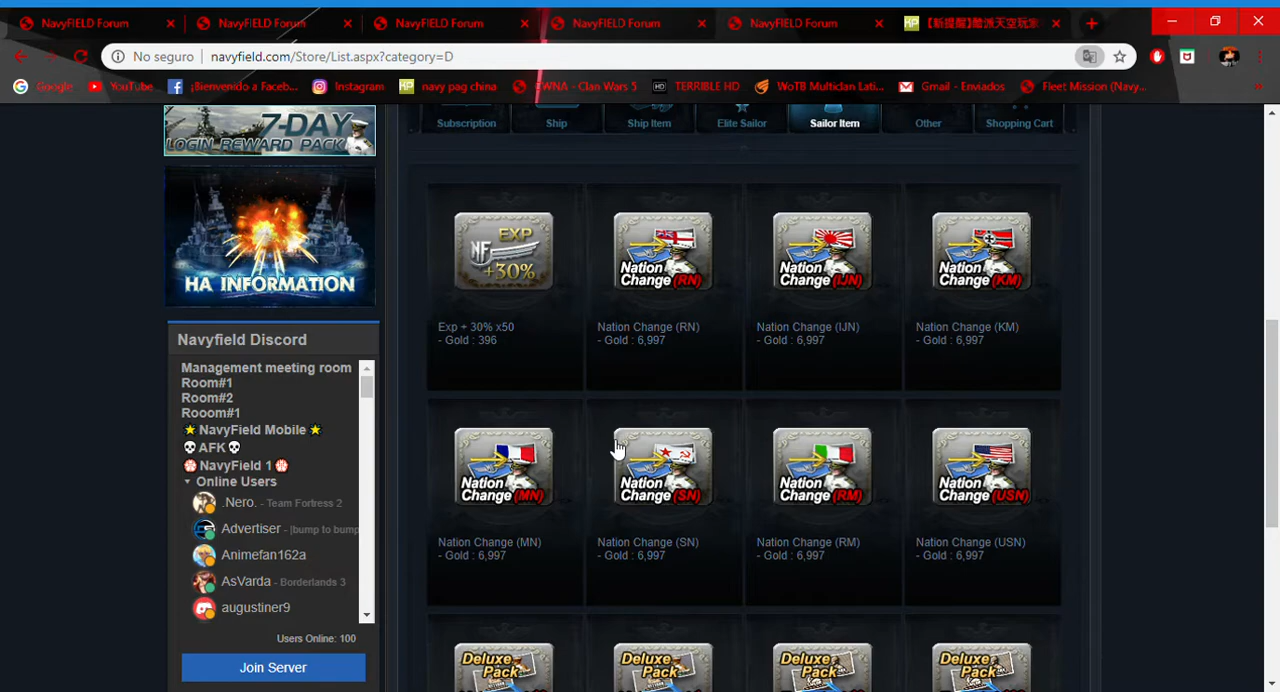 NavyFIELD Forum
NavyFIELD Forum
NavyFIELD Forum
NavyFIELD Forum
NavyFIELD Forum
HP
No seguro
navyfield.com/Store/List.aspx?category=D
Google
YouTube
¡Bienvenido a Faceb...
Instagram
HP navy pag china
CWNA - Clan Wars 5
HD TERRIBLE HD
WoTB Multiclan Lati...
Gmail - Enviados
Fleet Mission (Navy...
»
Subscription
Ship
Ship Item
Elite Sailor
Sailor Item
Other
Shopping Cart
7-DAY
LOGIN REWARD PACK
HA INFORMATION
Navyfield Discord
Management meeting room
Room#1
Room#2
Rooom#1
NavyField Mobile
AFK
NavyField 1
Online Users
.Nero. - Team Fortress 2
Advertiser - |bump to bump
Animefan162a
AsVarda - Borderlands 3
augustiner9
Users Online: 100
Join Server
EXP
NF
+30%
Exp + 30% x50
- Gold : 396
Nation
Change (RN)
Nation Change (RN)
- Gold : 6,997
Nation
Change (IJN)
Nation Change (IJN)
- Gold : 6,997
Nation
Change (KM)
Nation Change (KM)
- Gold : 6,997
Nation
Change (MN)
Nation Change (MN)
- Gold : 6,997
Nation
Change (SN)
Nation Change (SN)
- Gold : 6,997
Nation
Change (RM)
Nation Change (RM)
- Gold : 6,997
Nation
Change (USN)
Nation Change (USN)
- Gold : 6,997
Deluxe
Pack
Deluxe
Pack
Deluxe
Pack
Deluxe
Pack